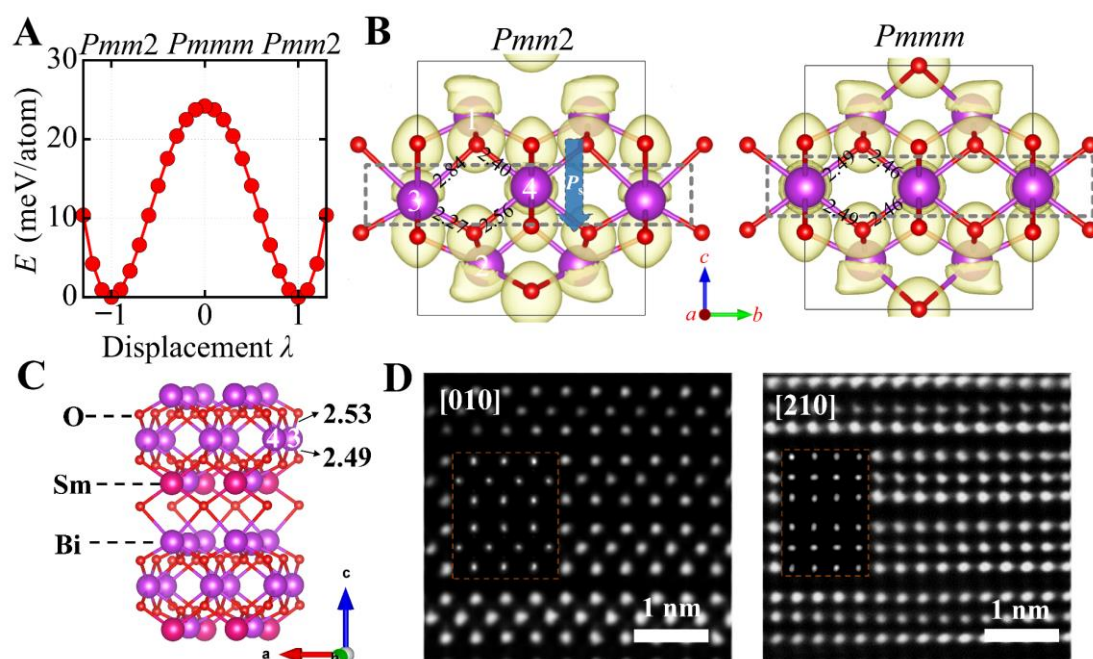 A
Pmm2 Pmmm Pmm2
30
20
10
0
E (meV/atom)
−1 0 1
Displacement λ
B
Pmm2
1
2.84 2.40
3 4 Ps
2.27 2.56
2
c
a b
Pmmm
2.49 2.46
2.49 2.46
C
O 2.53
4 3
2.49
Sm
Bi
c
a b
D
[010]
1 nm
[210]
1 nm